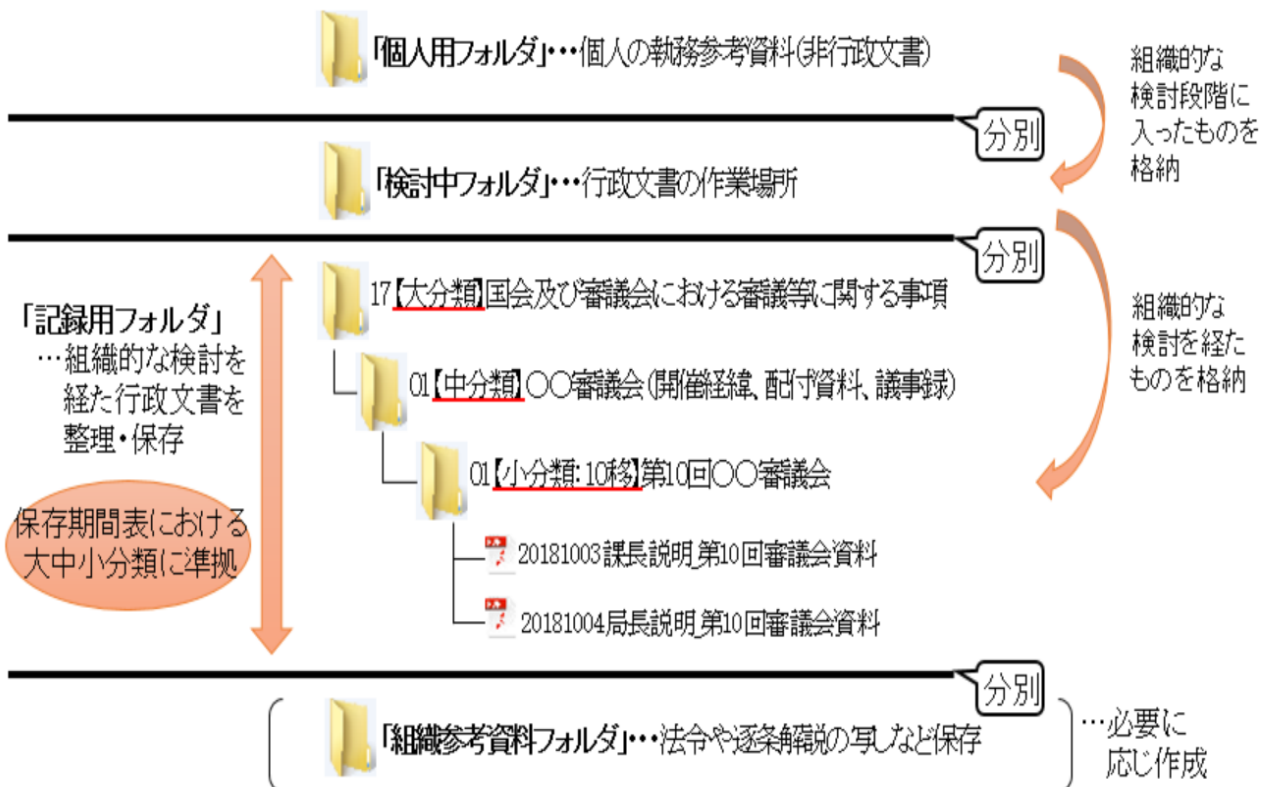 「個人用フォルダ」・・・個人の執務参考資料(非行政文書)
組織的な
検討段階に
入ったものを
格納
分別
「検討中フォルダ」・・・行政文書の作業場所
分別
17【大分類】国会及び審議会における審議等に関する事項
「記録用フォルダ」
…組織的な検討を
経た行政文書を
整理・保存
組織的な
検討を経た
ものを格納
01【中分類】〇〇審議会(開催経緯、配付資料、議事録)
01【小分類:10移】第10回〇〇審議会
保存期間表における
大中小分類に準拠
20181003課長説明_第10回審議会資料
20181004局長説明_第10回審議会資料
分別
「組織参考資料フォルダ」・・・法令や逐条解説の写しなど保存
…必要に
応じ作成